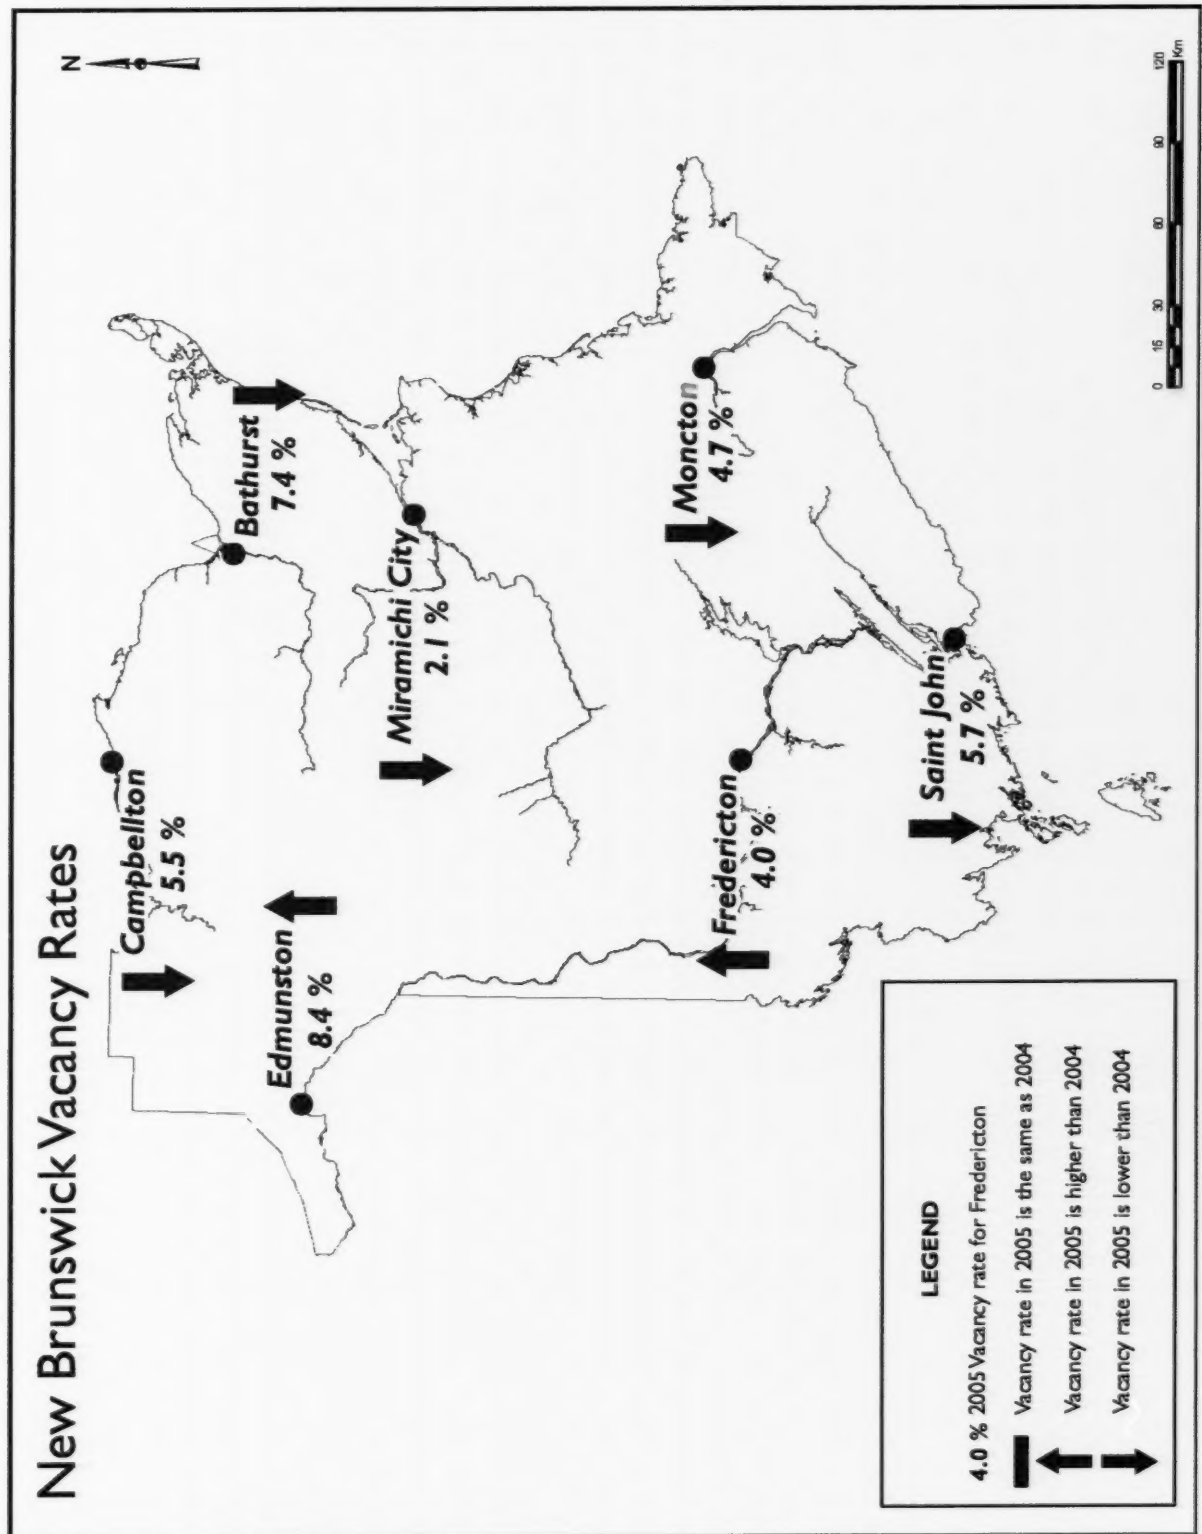 New Brunswick Vacancy Rates
N
Campbellton
5.5 %
Bathurst
7.4 %
Edmunston
8.4 %
Miramichi City
2.1 %
Moncton
4.7 %
Fredericton
4.0 %
Saint John
5.7 %
LEGEND
4.0 % 2005 Vacancy rate for Fredericton
Vacancy rate in 2005 is the same as 2004
Vacancy rate in 2005 is higher than 2004
Vacancy rate in 2005 is lower than 2004
0 15 30 60 90 120
Km